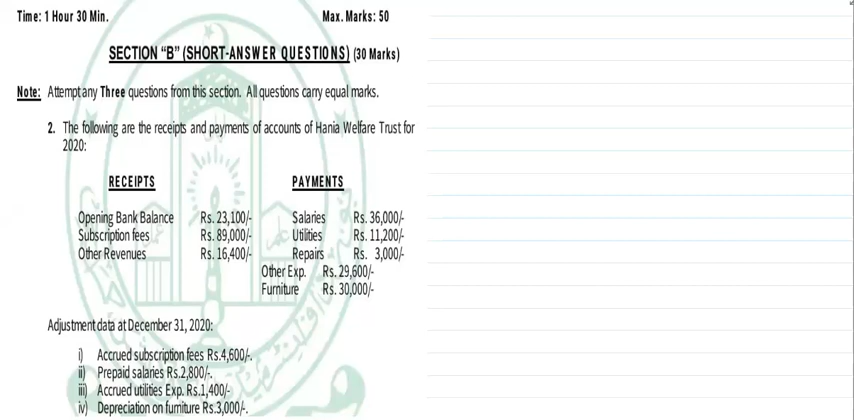 Time: 1 Hour 30 Min. Max. Marks: 50
SECTION “B” (SHORT-ANSWER QUESTIONS) (30 Marks)
Note: Attempt any Three questions from this section. All questions carry equal marks.
2. The following are the receipts and payments of accounts of Hania Welfare Trust for
2020:
RECEIPTS PAYMENTS
Opening Bank Balance Rs. 23,100/- Salaries Rs. 36,000/-
Subscription fees Rs. 89,000/- Utilities Rs. 11,200/-
Other Revenues Rs. 16,400/- Repairs Rs. 3,000/-
Other Exp. Rs. 29,600/-
Furniture Rs. 30,000/-
Adjustment data at December 31, 2020:
i) Accrued subscription fees Rs.4,600/-.
ii) Prepaid salaries Rs.2,800/-.
iii) Accrued utilities Exp. Rs.1,400/-
iv) Depreciation on furniture Rs.3,000/-.